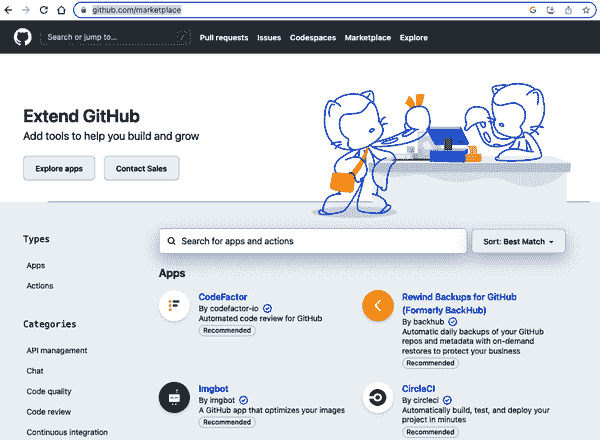 github.com/marketplace
Search or jump to...
/
Pull requests Issues Codespaces Marketplace Explore
Extend GitHub
Add tools to help you build and grow
Explore apps Contact Sales
Types
Apps
Actions
Categories
API management
Chat
Code quality
Code review
Continuous integration
Search for apps and actions
Sort: Best Match
Apps
CodeFactor
By codefactor-io
Automated code review for GitHub
Recommended
Rewind Backups for GitHub
(Formerly BackHub)
By backhub
Automatic daily backups of your GitHub
repos and metadata with on-demand
restores to protect your business
Recommended
Imgbot
By imgbot
A GitHub app that optimizes your images
Recommended
CircleCI
By circleci
Automatically build, test, and deploy your
project in minutes
Recommended